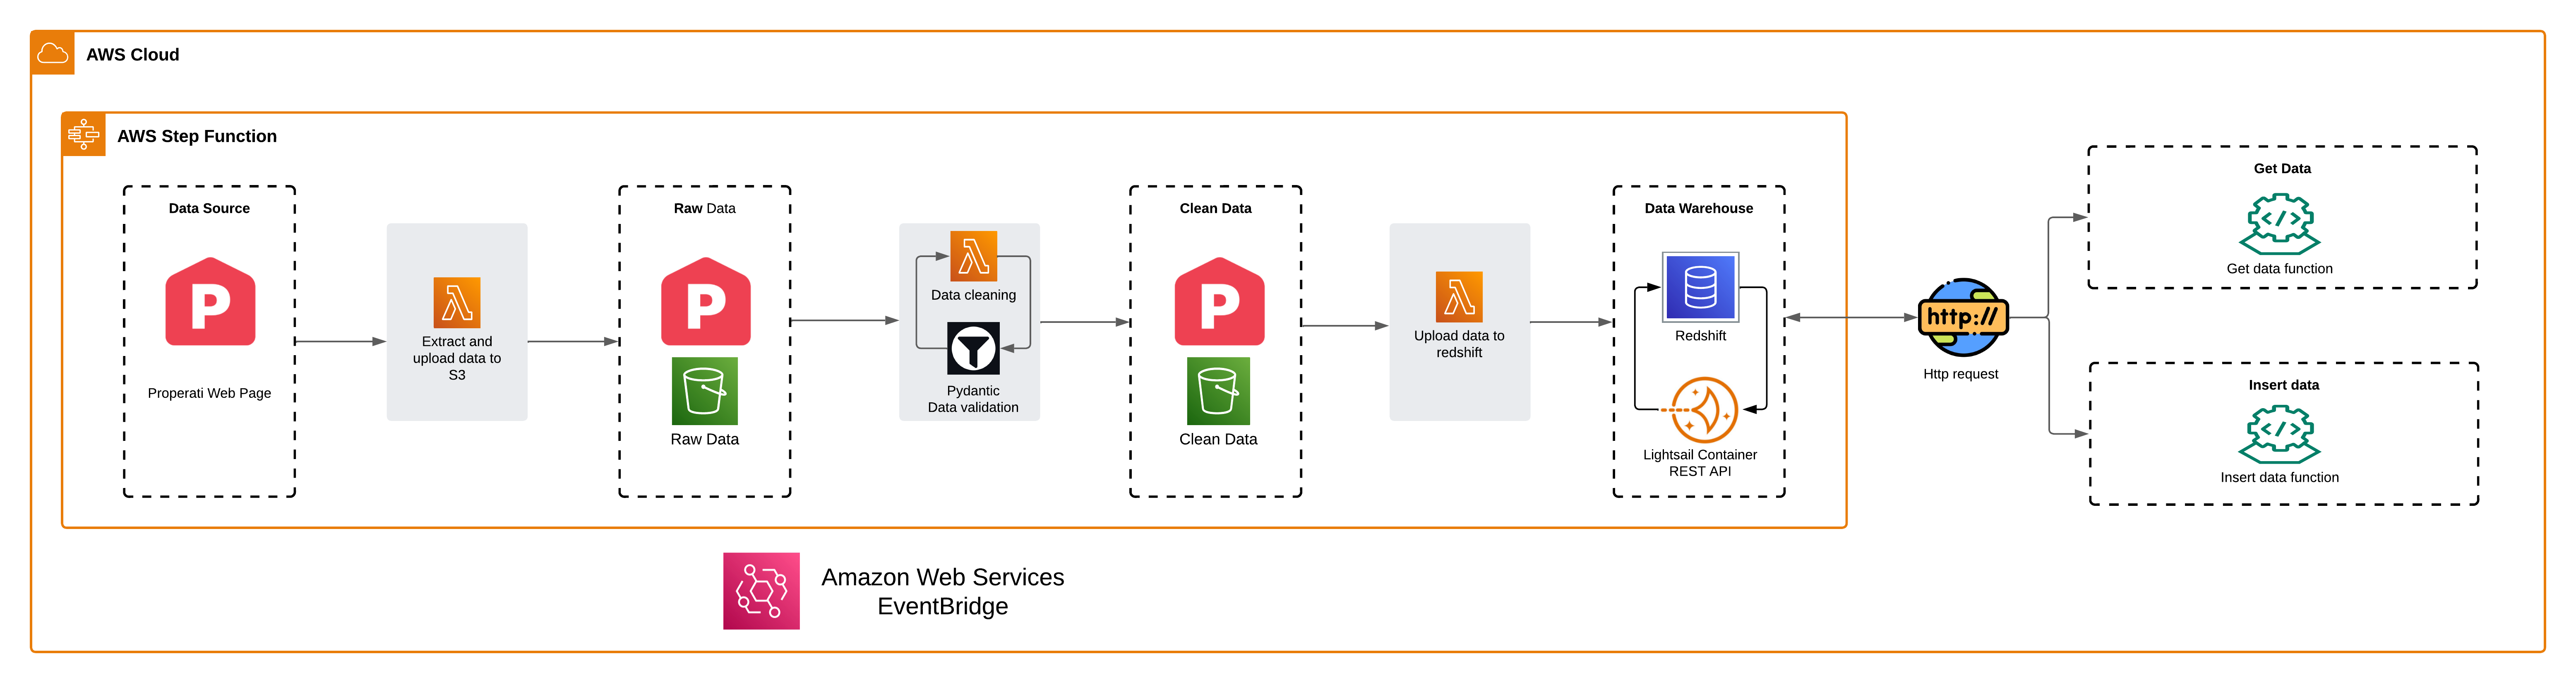 AWS Cloud
AWS Step Function
Data Source
P
Properati Web Page
Extract and
upload data to
S3
Raw Data
P
Raw Data
Data cleaning
Pydantic
Data validation
Clean Data
P
Clean Data
Upload data to
redshift
Data Warehouse
Redshift
Lightsail Container
REST API
http://
Http request
Get Data
</>
Get data function
Insert data
</>
Insert data function
Amazon Web Services
EventBridge